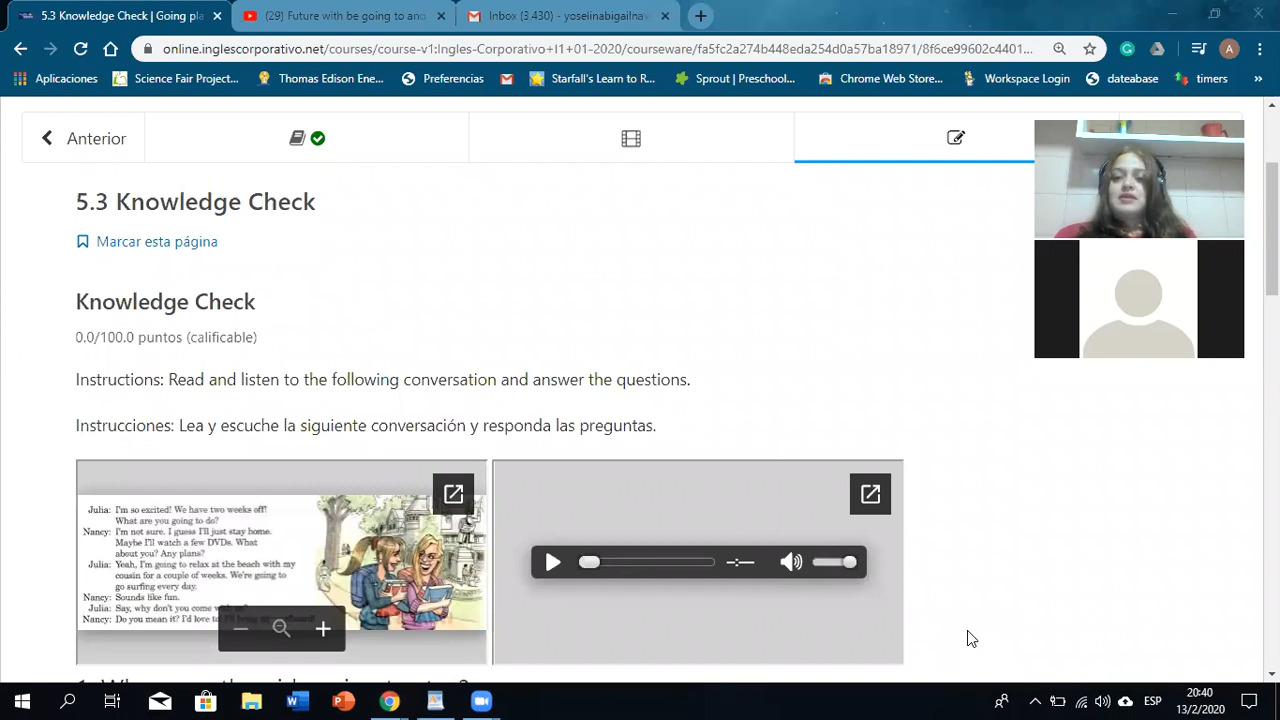 5.3 Knowledge Check | Going pla
(29) Future with be going to and
Inbox (3.430) - yoselinabigailna
online.inglescorporativo.net/courses/course-v1:Ingles-Corporativo+I1+01-2020/courseware/fa5fc2a274b448eda254d0a57ba18971/8f6ce99602c4401...
A
Aplicaciones
Science Fair Project...
Thomas Edison Ene...
Preferencias
Starfall's Learn to R...
Sprout | Preschool...
Chrome Web Store...
Workspace Login
dateabase
timers
»
Anterior
5.3 Knowledge Check
Marcar esta página
Knowledge Check
0.0/100.0 puntos (calificable)
Instructions: Read and listen to the following conversation and answer the questions.
Instrucciones: Lea y escuche la siguiente conversación y responda las preguntas.
Julia: I'm so excited! We have two weeks off!
What are you going to do?
Nancy: I'm not sure. I guess I'll just stay home.
Maybe I'll watch a few DVDs. What
about you? Any plans?
Julia: Yeah, I'm going to relax at the beach with my
cousin for a couple of weeks. We're going to
go surfing every day.
Nancy: Sounds like fun.
Julia: Say, why don't you come with us?
Nancy: Do you mean it? I'd love to
-:--
ESP
20:40
13/2/2020